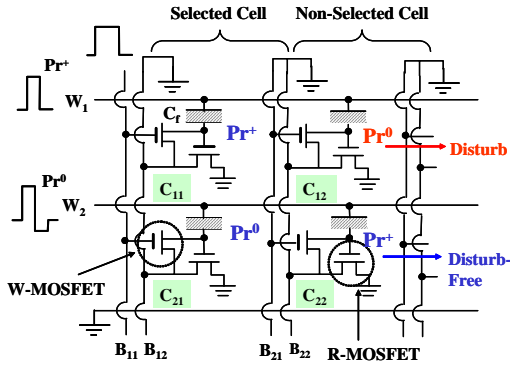 Selected Cell Non-Selected Cell
Pr⁺
W₁
C_f Pr⁺ Pr⁰ Disturb
C₁₁ C₁₂
Pr⁰
W₂
Pr⁰ Pr⁺ Disturb-
Free
W-MOSFET
C₂₁ C₂₂
B₁₁ B₁₂ B₂₁ B₂₂ R-MOSFET